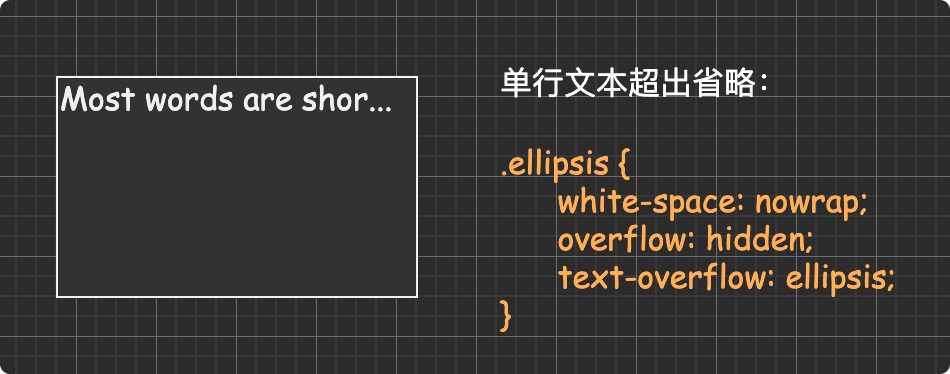 Most words are shor...
单行文本超出省略：
.ellipsis {
white-space: nowrap;
overflow: hidden;
text-overflow: ellipsis;
}